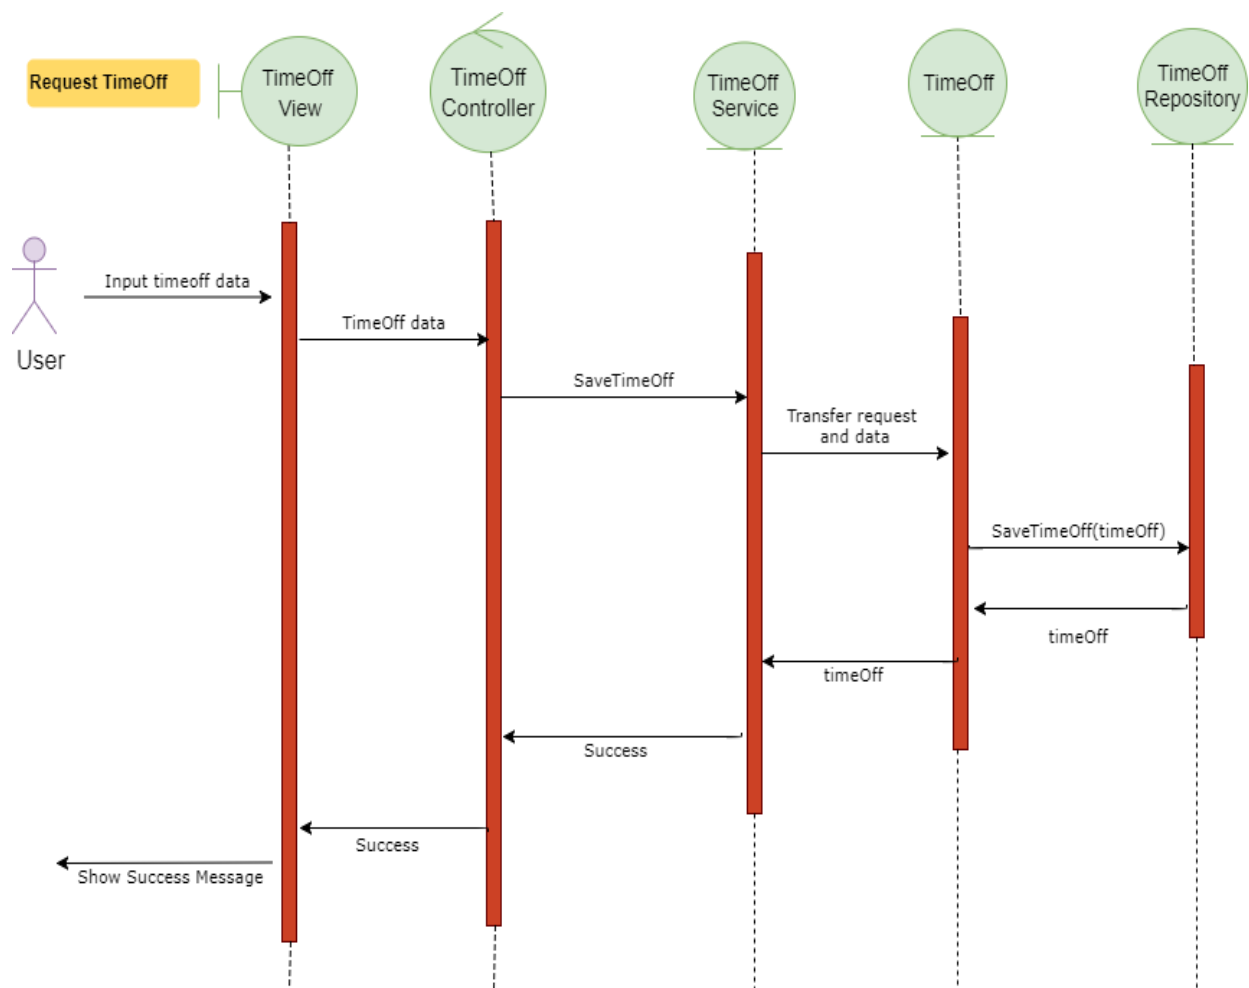 Request TimeOff
TimeOff
View
TimeOff
Controller
TimeOff
Service
TimeOff
TimeOff
Repository
User
Input timeoff data
TimeOff data
SaveTimeOff
Transfer request
and data
SaveTimeOff(timeOff)
timeOff
timeOff
Success
Success
Show Success Message